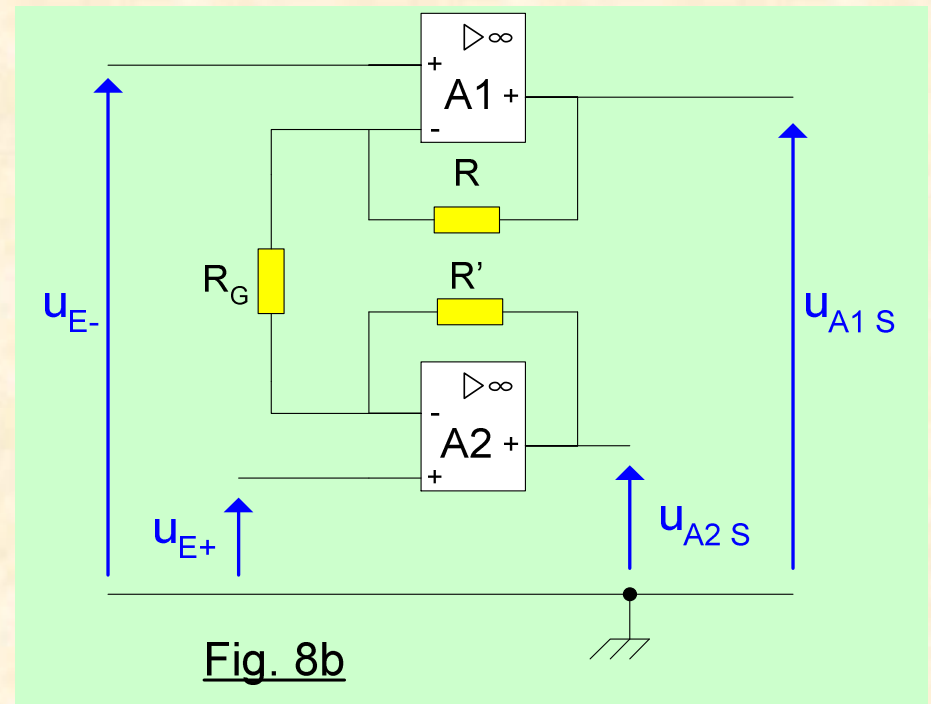 ▷∞
+
A1 +
-
R
R_G
R'
u_E-
u_A1 S
▷∞
-
A2 +
+
u_E+
u_A2 S
Fig. 8b